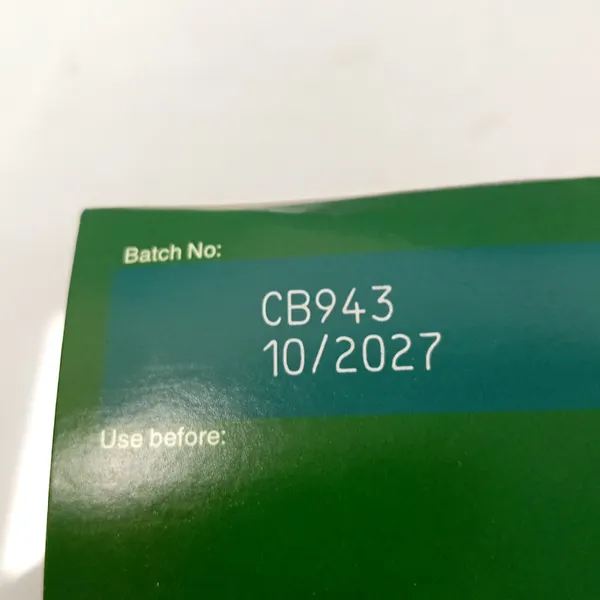 Batch No:
CB943
10/2027
Use before: